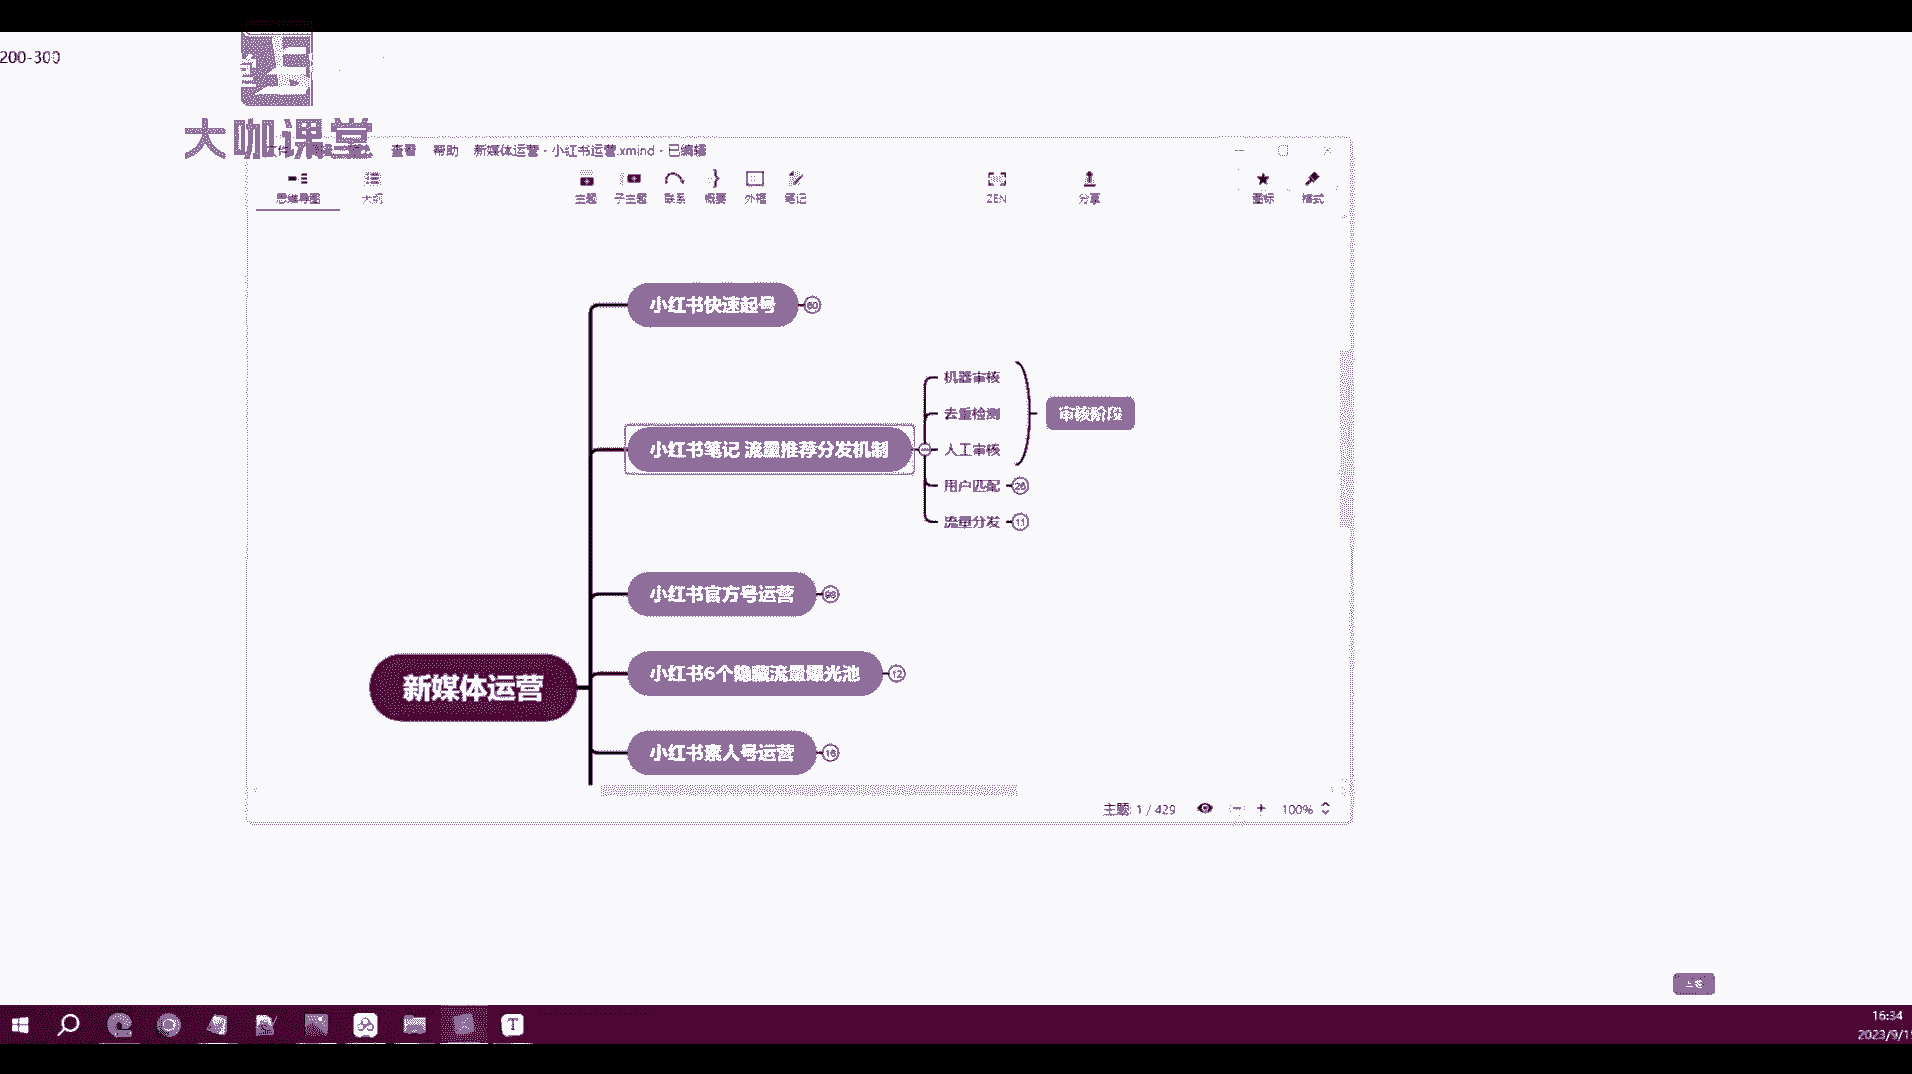 200-300
大咖课堂
查看 帮助 新媒体运营 - 小红书运营.xmind - 已编辑
思维导图 大纲 主题 子主题 联系 概要 外框 笔记 ZEN 分享 图标 格式
小红书快速起号 60
机器审核
去重检测
审核阶段
小红书笔记 流量推荐分发机制
人工审核
用户匹配 26
流量分发 11
小红书官方号运营 98
小红书6个隐藏流量曝光池 12
新媒体运营
小红书素人号运营 16
主题: 1 / 429 100%
16:34
2023/9/1